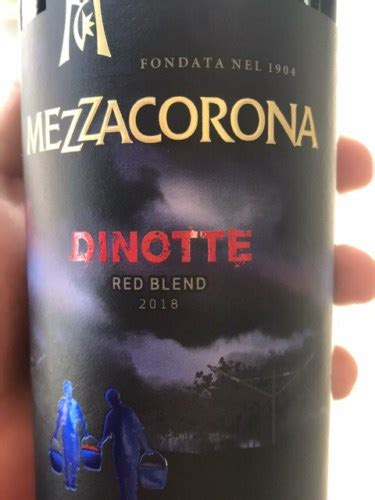 FONDATA NEL 1904
MEZZACORONA
DINOTTE
RED BLEND
2018